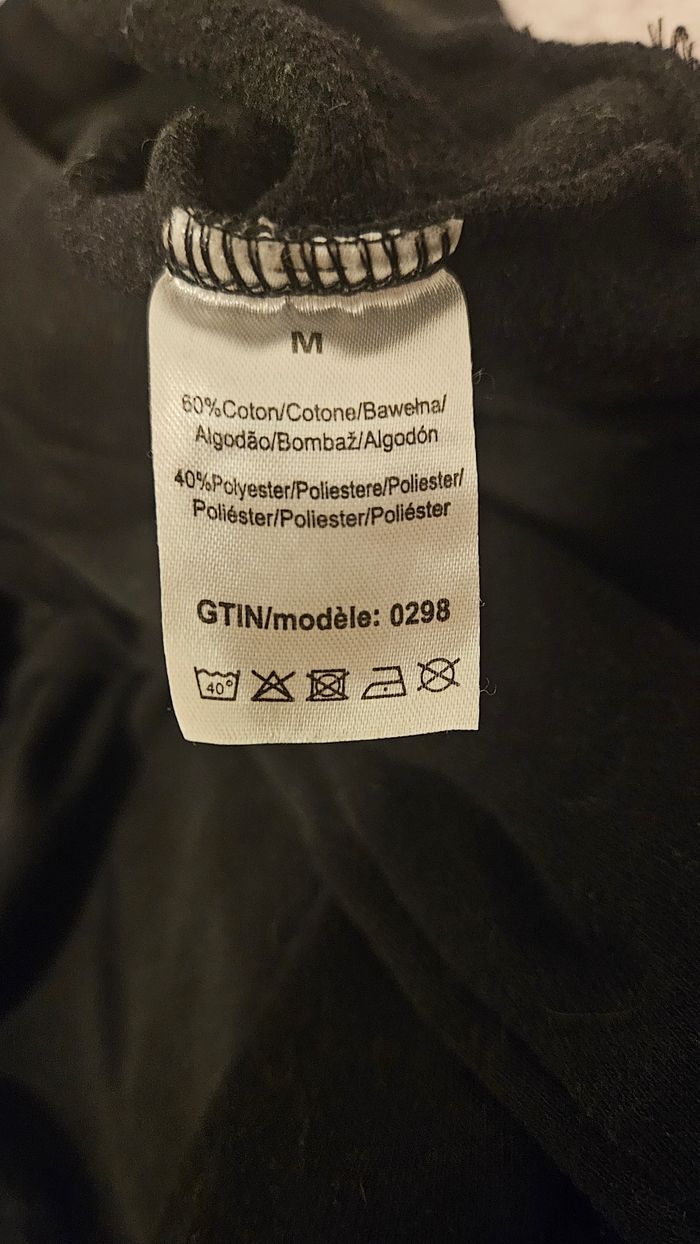 M
60%Coton/Cotone/Bawełna/
Algodão/Bombaž/Algodón
40%Polyester/Poliestere/Poliester/
Poliéster/Poliester/Poliéster
GTIN/modèle: 0298
40°